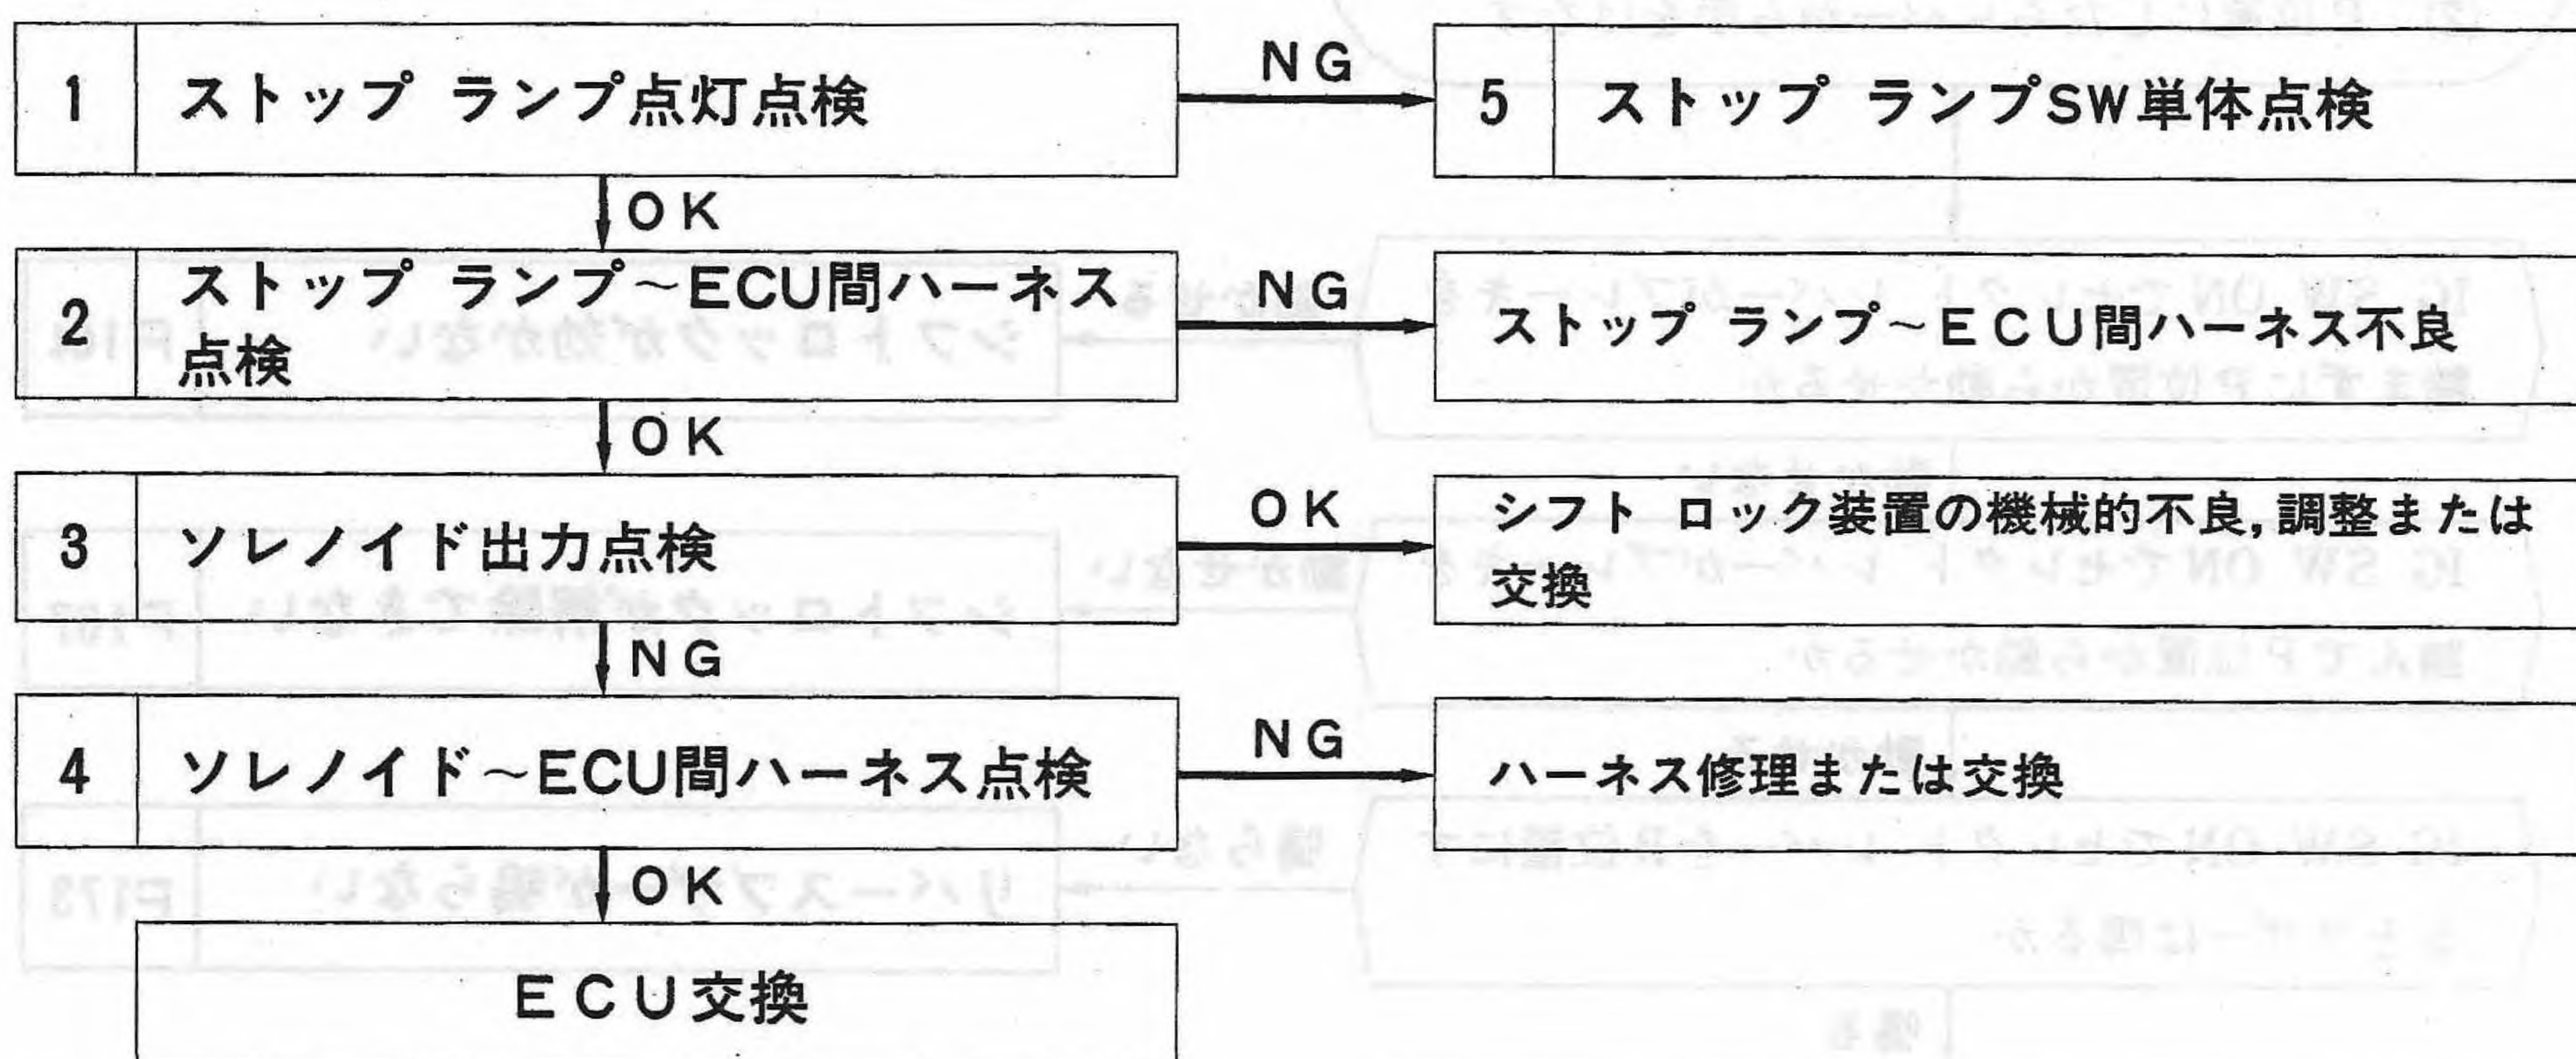 1 ストップ ランプ点灯点検
NG
5 ストップ ランプSW単体点検
OK
2 ストップ ランプ～ECU間ハーネス
点検
NG
ストップ ランプ～ECU間ハーネス不良
OK
3 ソレノイド出力点検
OK
シフト ロック装置の機械的不良,調整または
交換
NG
4 ソレノイド～ECU間ハーネス点検
NG
ハーネス修理または交換
OK
ECU交換